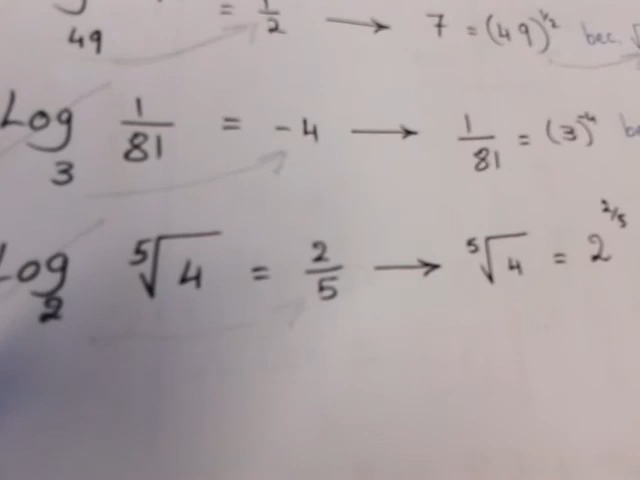 49 = 1/2 → 7 = (49)^1/2 bec. √
Log 3 1/81 = -4 → 1/81 = (3)^-4
Log 2 ⁵√4 = 2/5 → ⁵√4 = 2^2/5